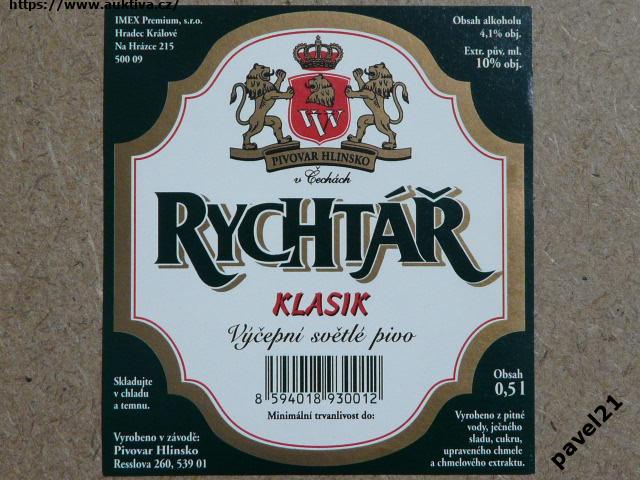 https://www.aukтiva.cz/
IMEX Premium, s.r.o.
Hradec Králové
Na Hrázce 215
500 09
Obsah alkoholu
4,1% obj.
Extr. pův. ml.
10% obj.
PIVOVAR HLINSKO
v Čechách
RYCHTÁŘ
KLASIK
Výčepní světlé pivo
8 594018 930012
Minimální trvanlivost do:
Skladujte
v chladu
a temnu.
Vyrobeno v závodě:
Pivovar Hlinsko
Resslova 260, 539 01
Obsah
0,5 l
Vyrobeno z pitné
vody, ječného
sladu, cukru,
upraveného chmele
a chmelového extraktu.
pavel21